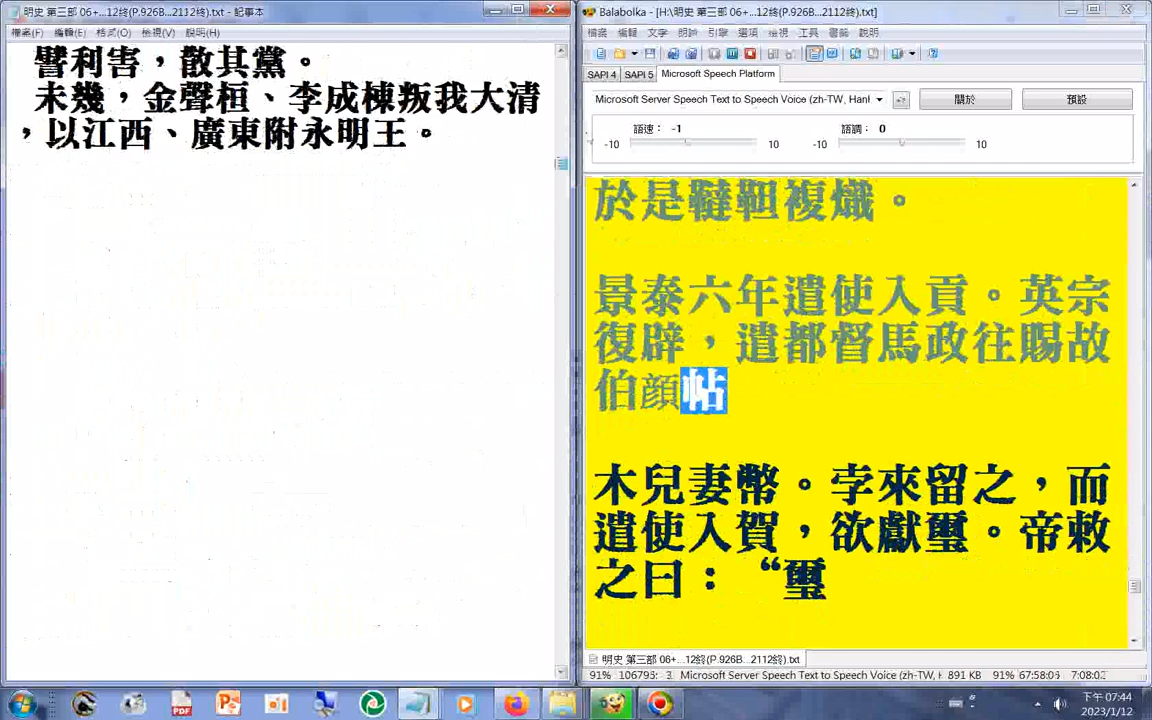 明史 第三部 06+...12終(P.926B...2112終).txt - 記事本
檔案(F) 編輯(E) 格式(O) 檢視(V) 說明(H)
譬利害，散其黨。
未幾，金聲桓、李成棟叛我大清
，以江西、廣東附永明王。
Balabolka - [H:\明史 第三部 06+...12終(P.926B...2112終).txt]
檔案 編輯 文字 朗讀 引擎 選項 檢視 工具 書籤 說明
SAPI 4 SAPI 5 Microsoft Speech Platform
Microsoft Server Speech Text to Speech Voice (zh-TW, Hanl
關於 預設
語速： -1 語調： 0
-10 10 -10 10
於是韃靼複熾。
景泰六年遣使入貢。英宗
復辟，遣都督馬政往賜故
伯顔帖
木兒妻幣。孛來留之，而
遣使入賀，欲獻璽。帝敕
之曰：“璽
明史 第三部 06+...12終(P.926B...2112終).txt
91% 106795: Microsoft Server Speech Text to Speech Voice (zh-TW, 891 KB 91% 67:58:0 7:08:0
下午 07:44
2023/1/12